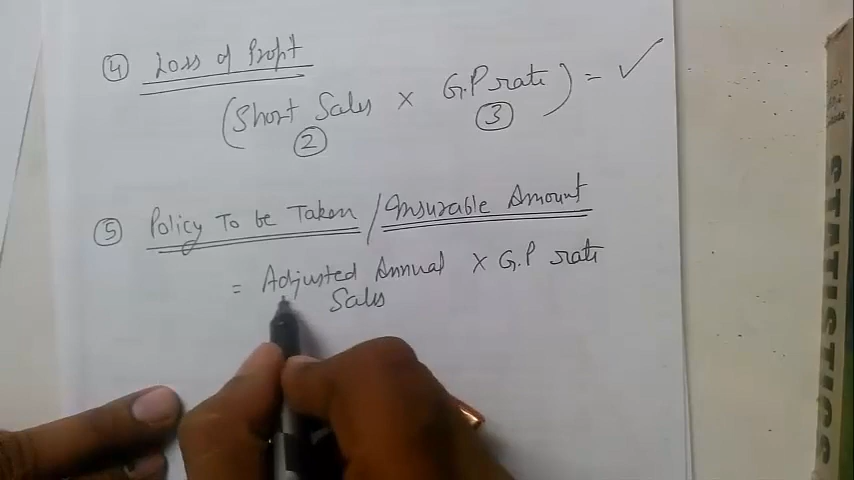 ④ Loss of Profit
(Short Sales × G.P rate) = ✓
② ③
⑤ Policy To be Taken / Insurable Amount
= Adjusted Annual × G.P rate
Sales
STATISTICS